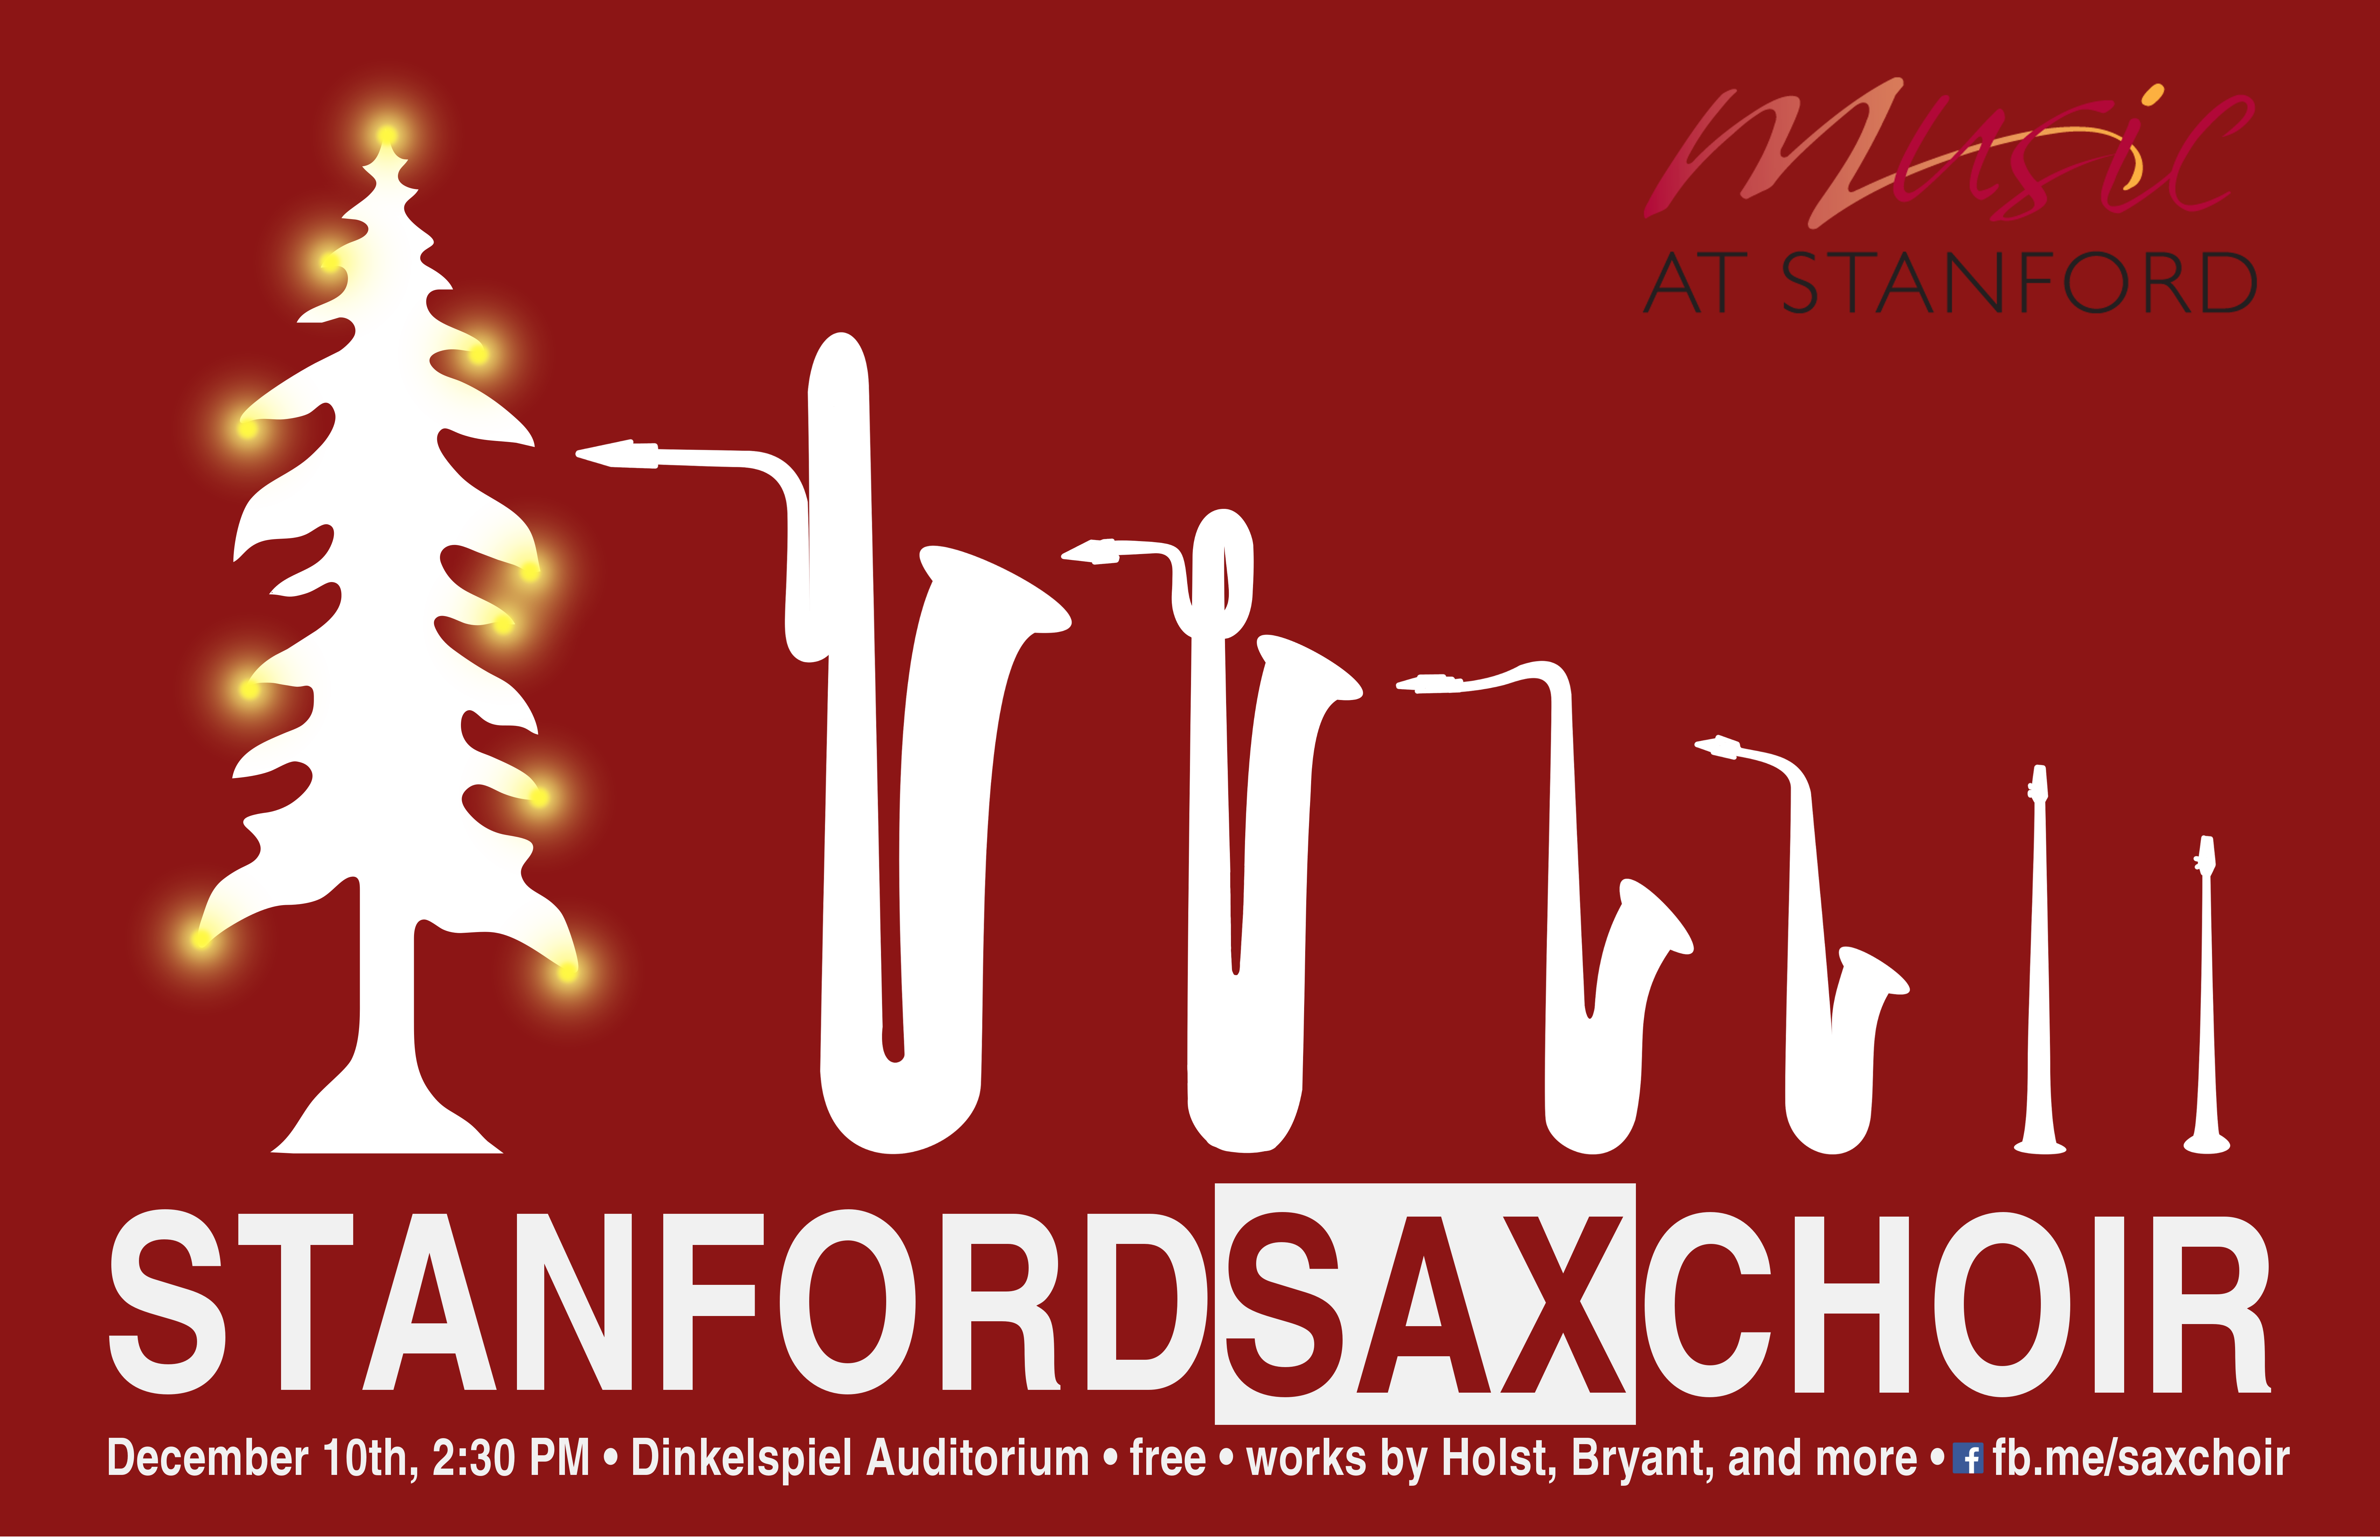 music
AT STANFORD
STANFORDSAXCHOIR
December 10th, 2:30 PM • Dinkelspiel Auditorium • free • works by Holst, Bryant, and more • f fb.me/saxchoir